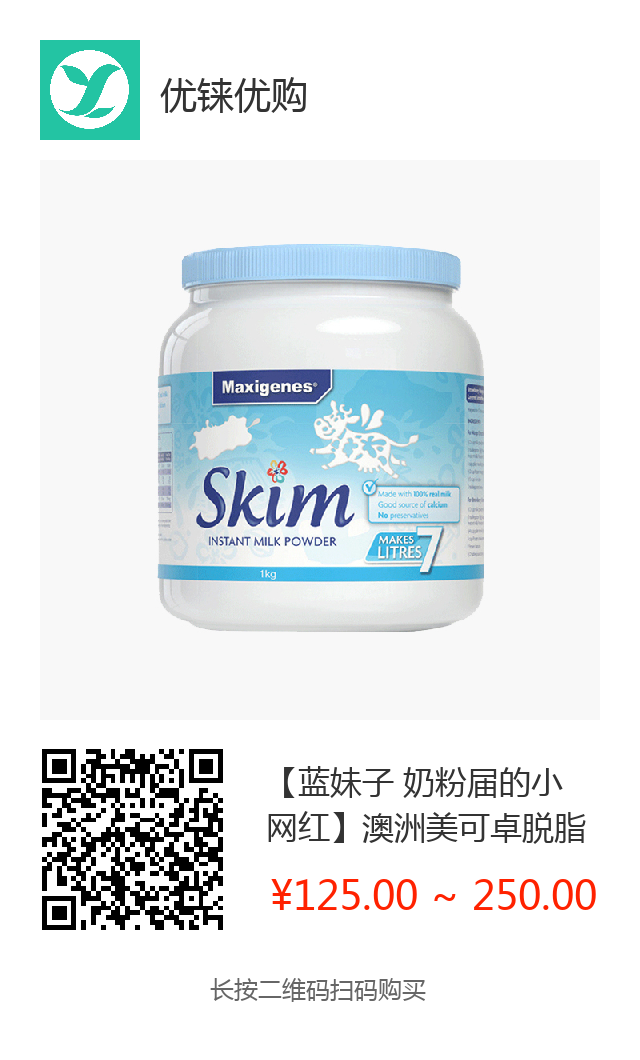 优铼优购
Maxigenes®
Skim
INSTANT MILK POWDER
1kg
Made with 100% real milk
Good source of calcium
No preservatives
MAKES
LITRES 7
【蓝妹子 奶粉届的小
网红】澳洲美可卓脱脂
¥125.00 ~ 250.00
长按二维码扫码购买